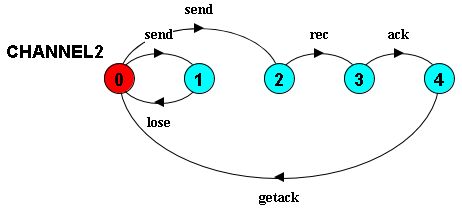 send
send
rec
ack
CHANNEL2
0
1
2
3
4
lose
getack